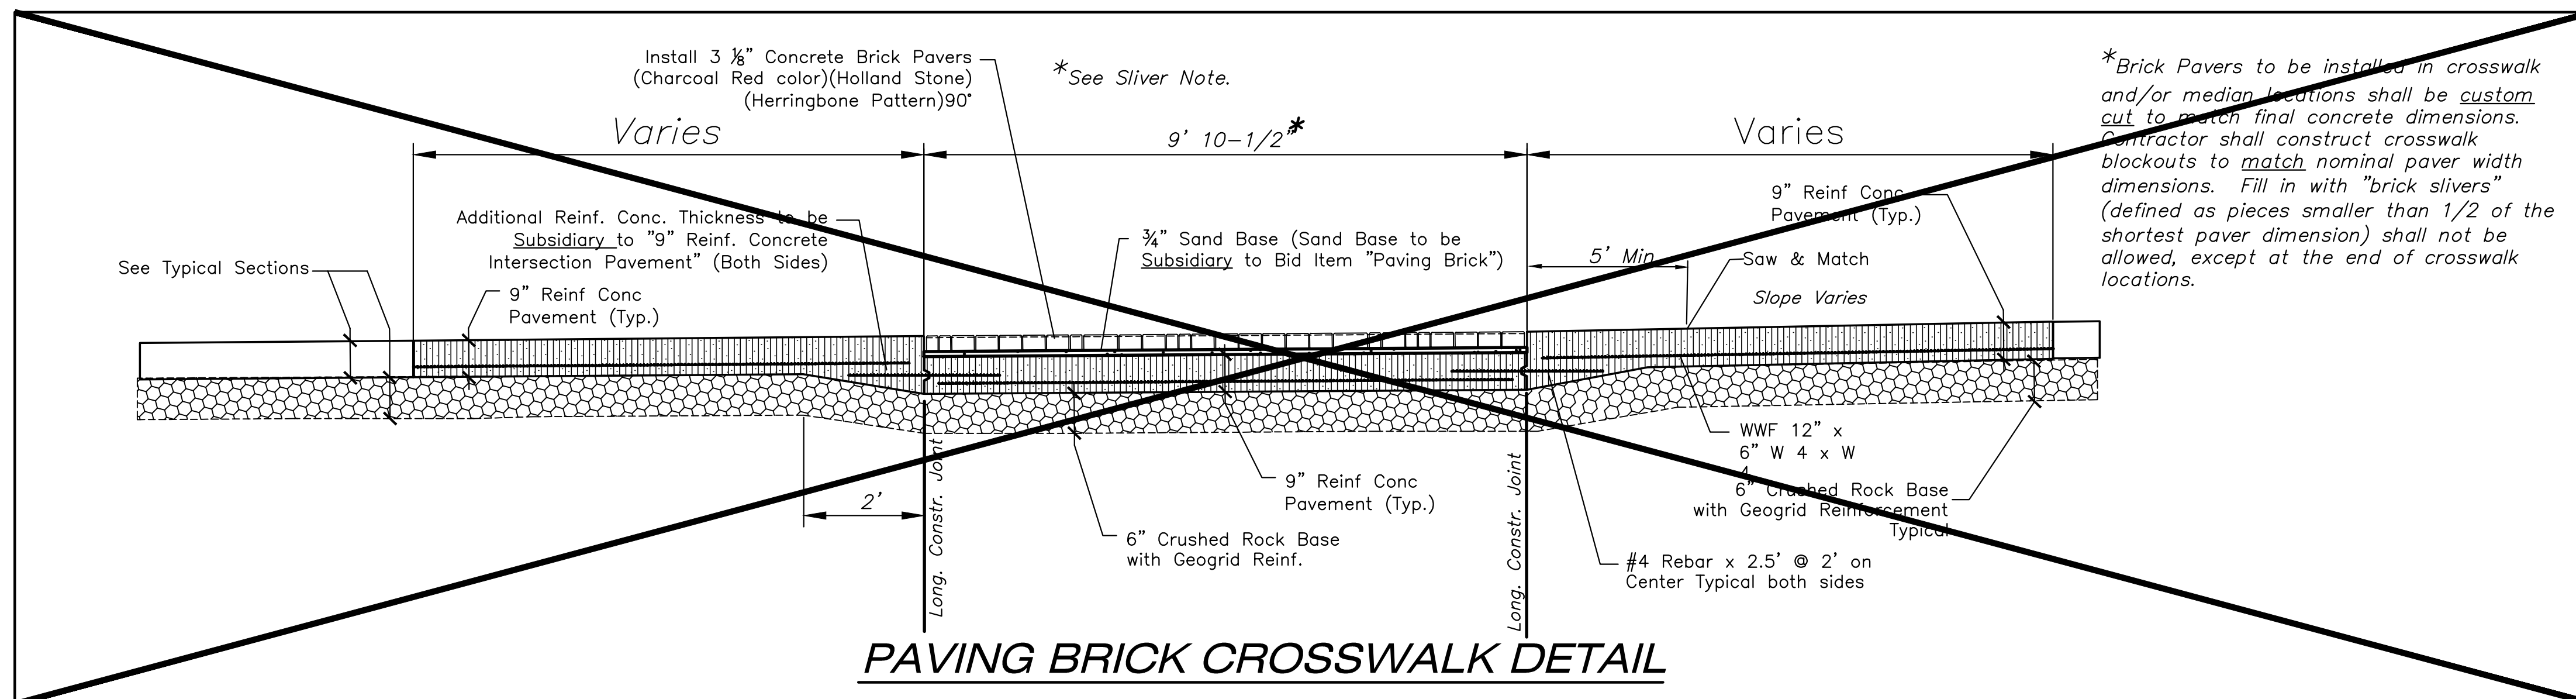 Install 3 ⅛" Concrete Brick Pavers
(Charcoal Red color)(Holland Stone)
(Herringbone Pattern)90°
*See Sliver Note.
*Brick Pavers to be installed in crosswalk
and/or median locations shall be custom
cut to match final concrete dimensions.
Contractor shall construct crosswalk
blockouts to match nominal paver width
dimensions. Fill in with "brick slivers"
(defined as pieces smaller than 1/2 of the
shortest paver dimension) shall not be
allowed, except at the end of crosswalk
locations.
Varies
9' 10-1/2"*
Varies
9" Reinf Conc
Pavement (Typ.)
Additional Reinf. Conc. Thickness to be
Subsidiary to "9" Reinf. Concrete
Intersection Pavement" (Both Sides)
¾" Sand Base (Sand Base to be
Subsidiary to Bid Item "Paving Brick")
5' Min
Saw & Match
Slope Varies
See Typical Sections
9" Reinf Conc
Pavement (Typ.)
WWF 12" x
6" W 4 x W
4
6" Crushed Rock Base
with Geogrid Reinforcement
Typical
2'
Long. Constr. Joint
9" Reinf Conc
Pavement (Typ.)
6" Crushed Rock Base
with Geogrid Reinf.
Long. Constr. Joint
#4 Rebar x 2.5' @ 2' on
Center Typical both sides
PAVING BRICK CROSSWALK DETAIL